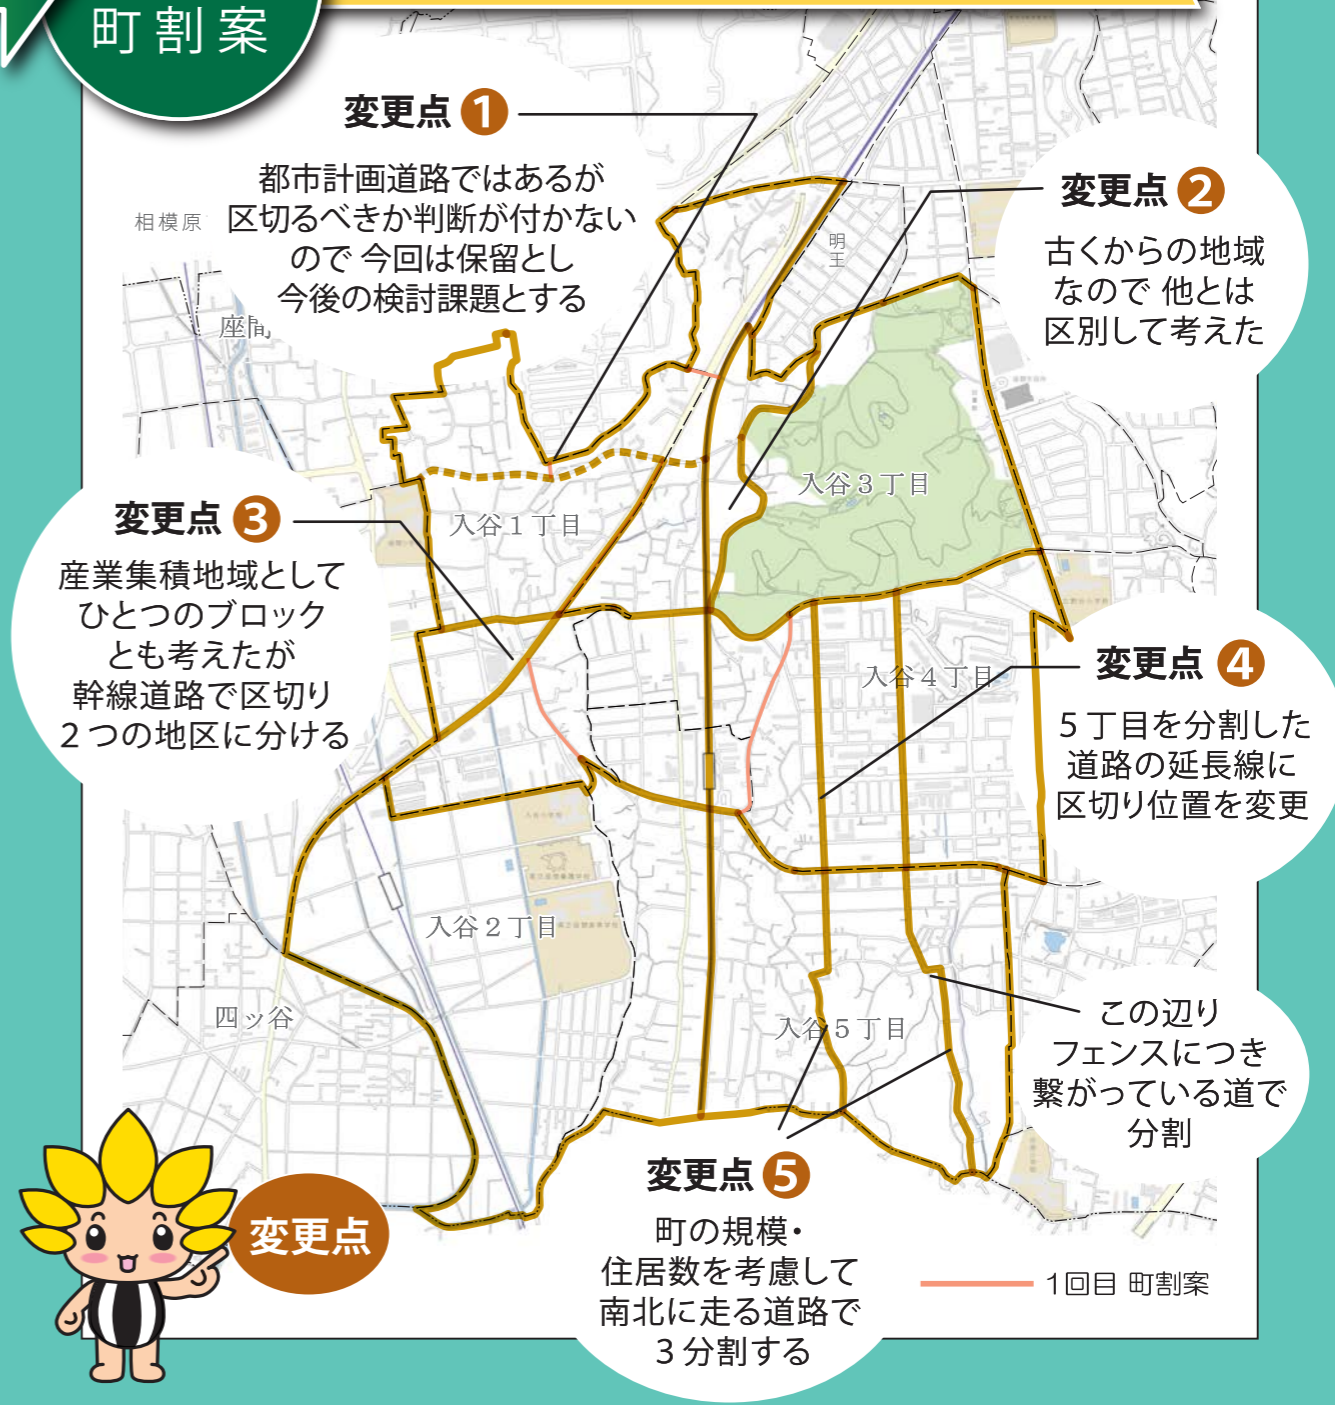 町割案
変更点 1
都市計画道路ではあるが
区切るべきか判断が付かない
ので 今回は保留とし
今後の検討課題とする
変更点 2
古くからの地域
なので 他とは
区別して考えた
相模原
座間
明王
入谷3丁目
入谷1丁目
変更点 3
産業集積地域として
ひとつのブロック
とも考えたが
幹線道路で区切り
2つの地区に分ける
入谷4丁目
変更点 4
5丁目を分割した
道路の延長線に
区切り位置を変更
入谷2丁目
四ッ谷
入谷5丁目
この辺り
フェンスにつき
繋がっている道で
分割
変更点 5
町の規模・
住居数を考慮して
南北に走る道路で
3分割する
変更点
1回目 町割案